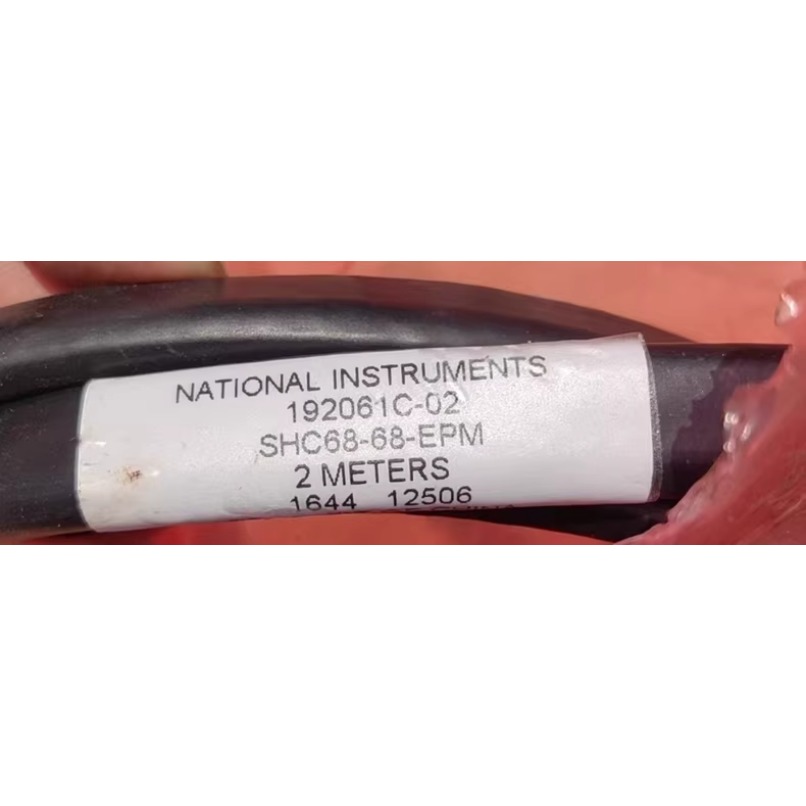 NATIONAL INSTRUMENTS
192061C-02
SHC68-68-EPM
2 METERS
1644 12506